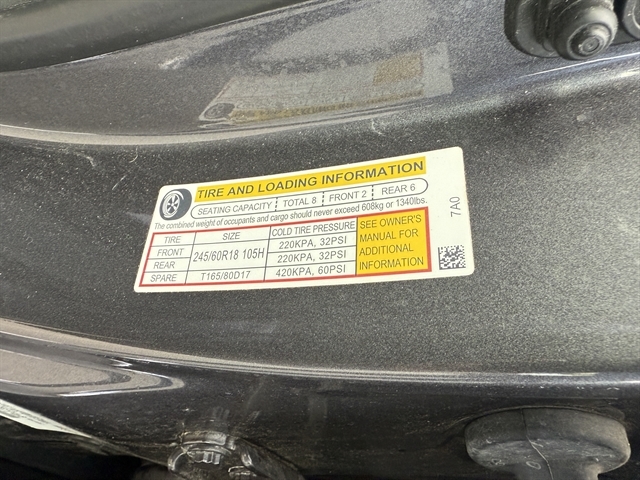 TIRE AND LOADING INFORMATION
SEATING CAPACITY TOTAL 8 FRONT 2 REAR 6
The combined weight of occupants and cargo should never exceed 608kg or 1340lbs.
TIRE SIZE COLD TIRE PRESSURE
FRONT 245/60R18 105H 220KPA, 32PSI
REAR 220KPA, 32PSI
SPARE T165/80D17 420KPA, 60PSI
SEE OWNER'S
MANUAL FOR
ADDITIONAL
INFORMATION
7A0